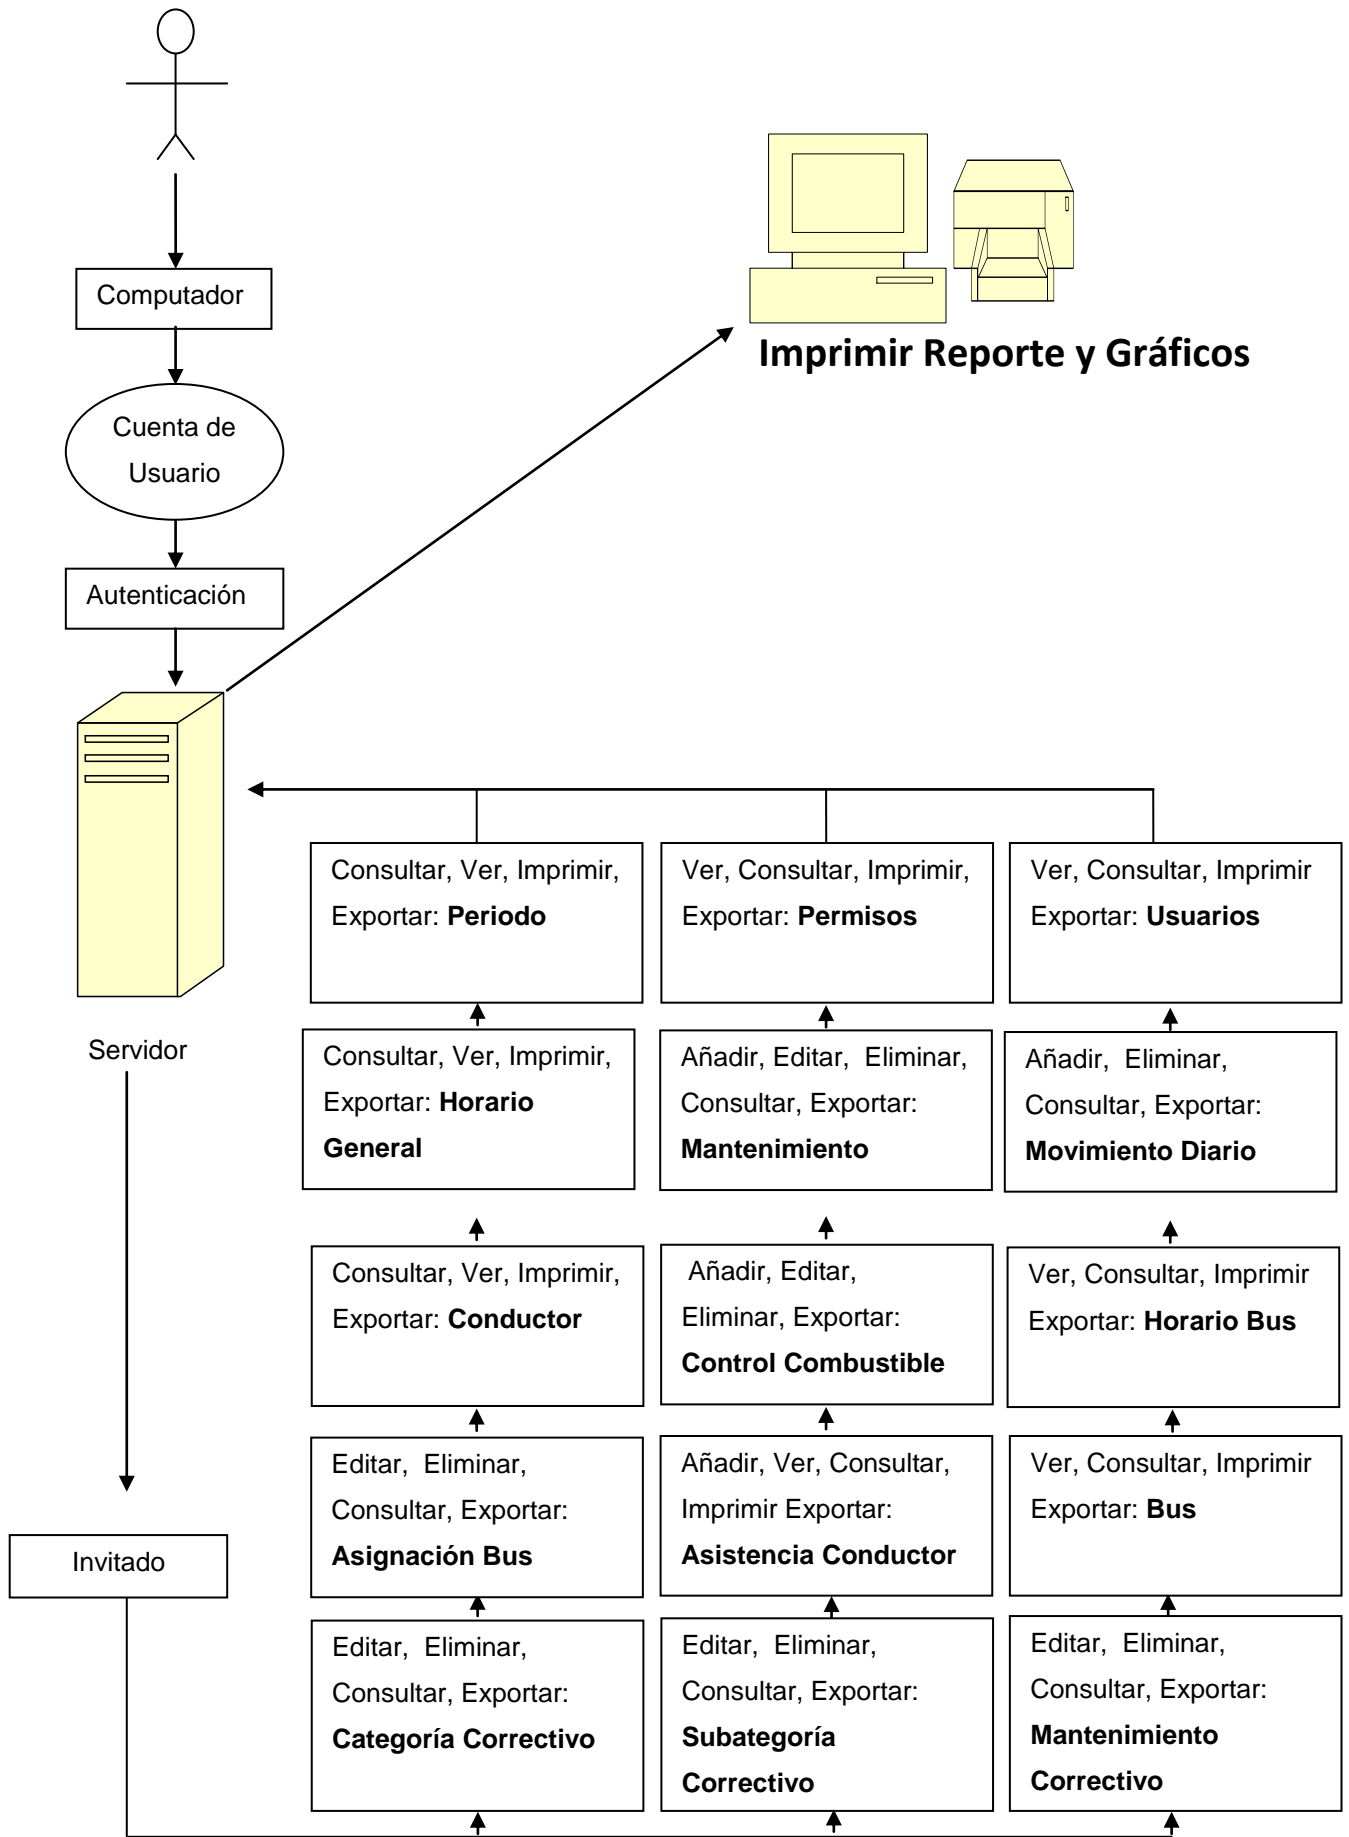 Computador
Imprimir Reporte y Gráficos
Cuenta de
Usuario
Autenticación
Servidor
Consultar, Ver, Imprimir,
Exportar: Periodo
Ver, Consultar, Imprimir,
Exportar: Permisos
Ver, Consultar, Imprimir
Exportar: Usuarios
Consultar, Ver, Imprimir,
Exportar: Horario
General
Añadir, Editar, Eliminar,
Consultar, Exportar:
Mantenimiento
Añadir, Eliminar,
Consultar, Exportar:
Movimiento Diario
Consultar, Ver, Imprimir,
Exportar: Conductor
Añadir, Editar,
Eliminar, Exportar:
Control Combustible
Ver, Consultar, Imprimir
Exportar: Horario Bus
Editar, Eliminar,
Consultar, Exportar:
Asignación Bus
Añadir, Ver, Consultar,
Imprimir Exportar:
Asistencia Conductor
Ver, Consultar, Imprimir
Exportar: Bus
Invitado
Editar, Eliminar,
Consultar, Exportar:
Categoría Correctivo
Editar, Eliminar,
Consultar, Exportar:
Subategoría
Correctivo
Editar, Eliminar,
Consultar, Exportar:
Mantenimiento
Correctivo